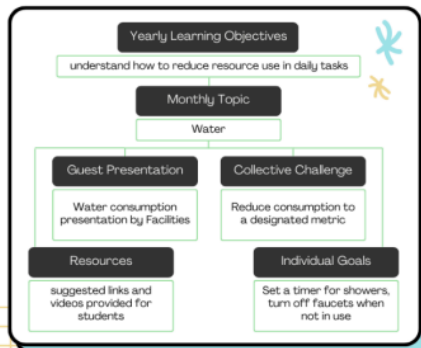 Yearly Learning Objectives
understand how to reduce resource use in daily tasks
Monthly Topic
Water
Guest Presentation
Water consumption
presentation by Facilities
Collective Challenge
Reduce consumption to
a designated metric
Resources
suggested links and
videos provided for
students
Individual Goals
Set a timer for showers,
turn off faucets when
not in use